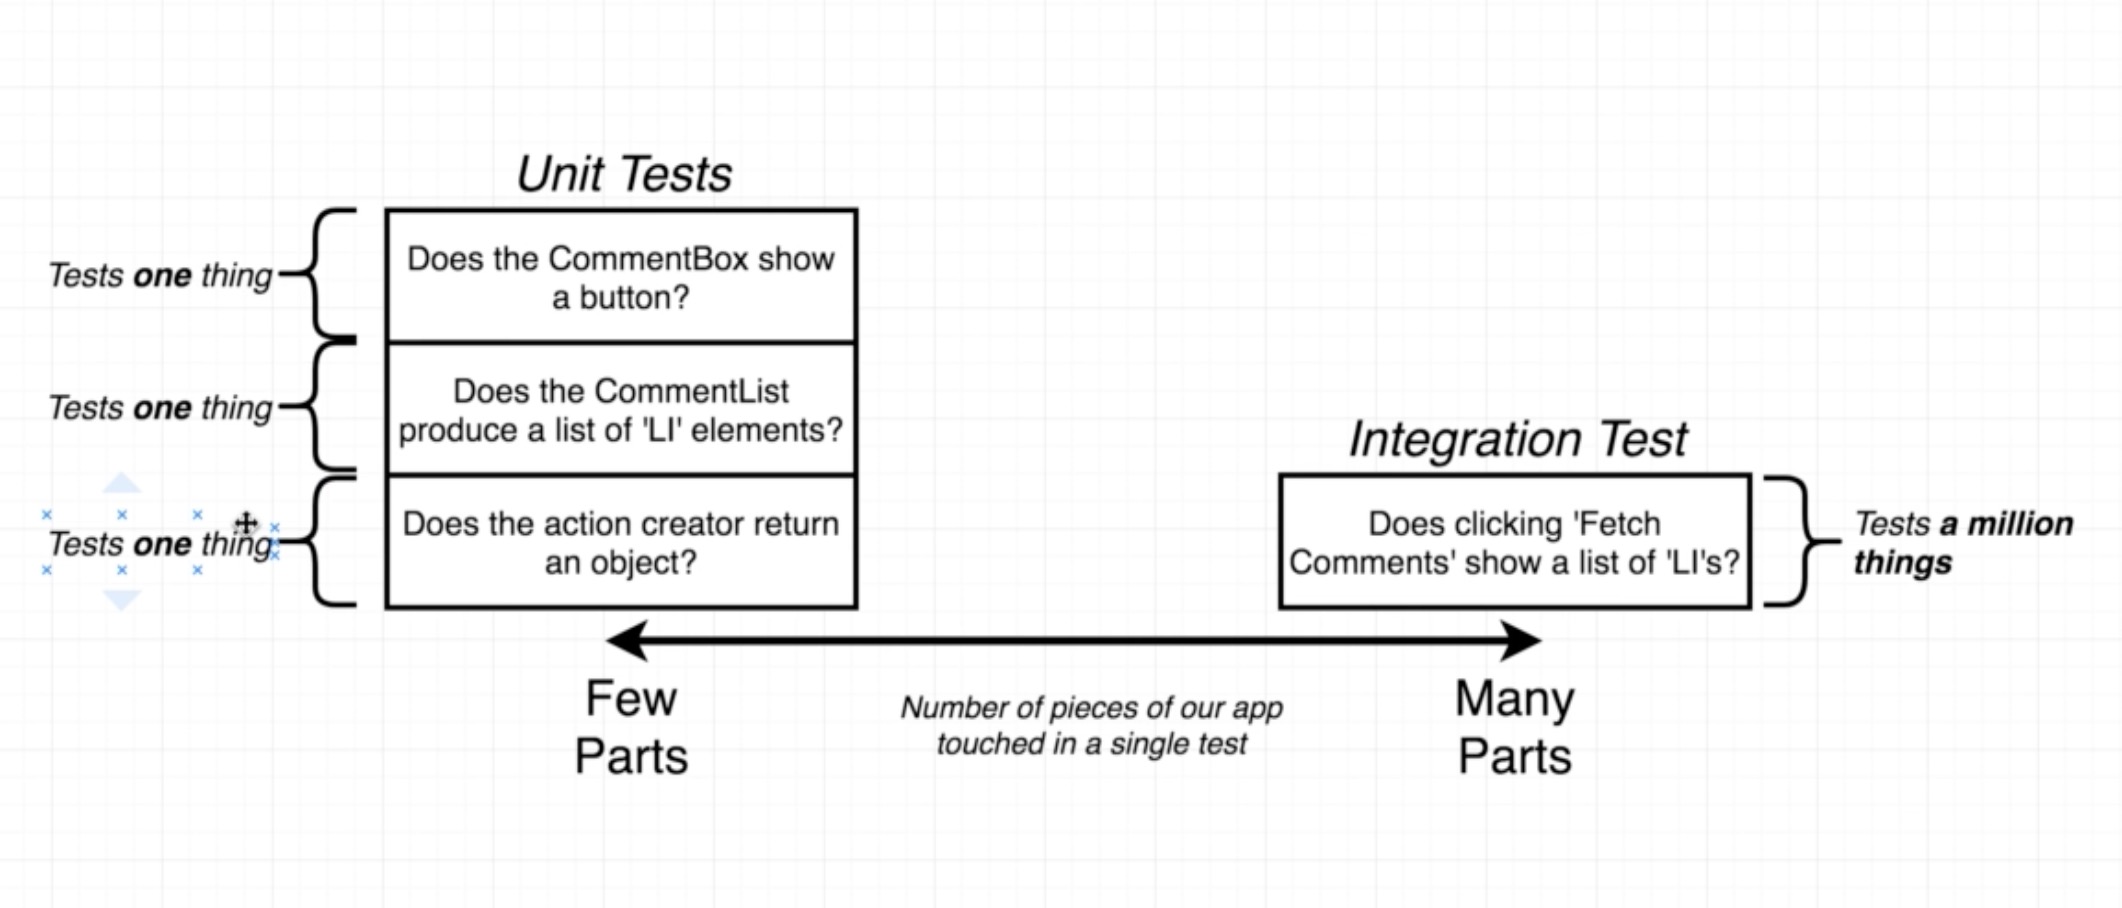 Unit Tests
Tests one thing
Does the CommentBox show
a button?
Tests one thing
Does the CommentList
produce a list of 'LI' elements?
Tests one thing
Does the action creator return
an object?
Integration Test
Does clicking 'Fetch
Comments' show a list of 'LI's?
Tests a million
things
Few
Parts
Number of pieces of our app
touched in a single test
Many
Parts